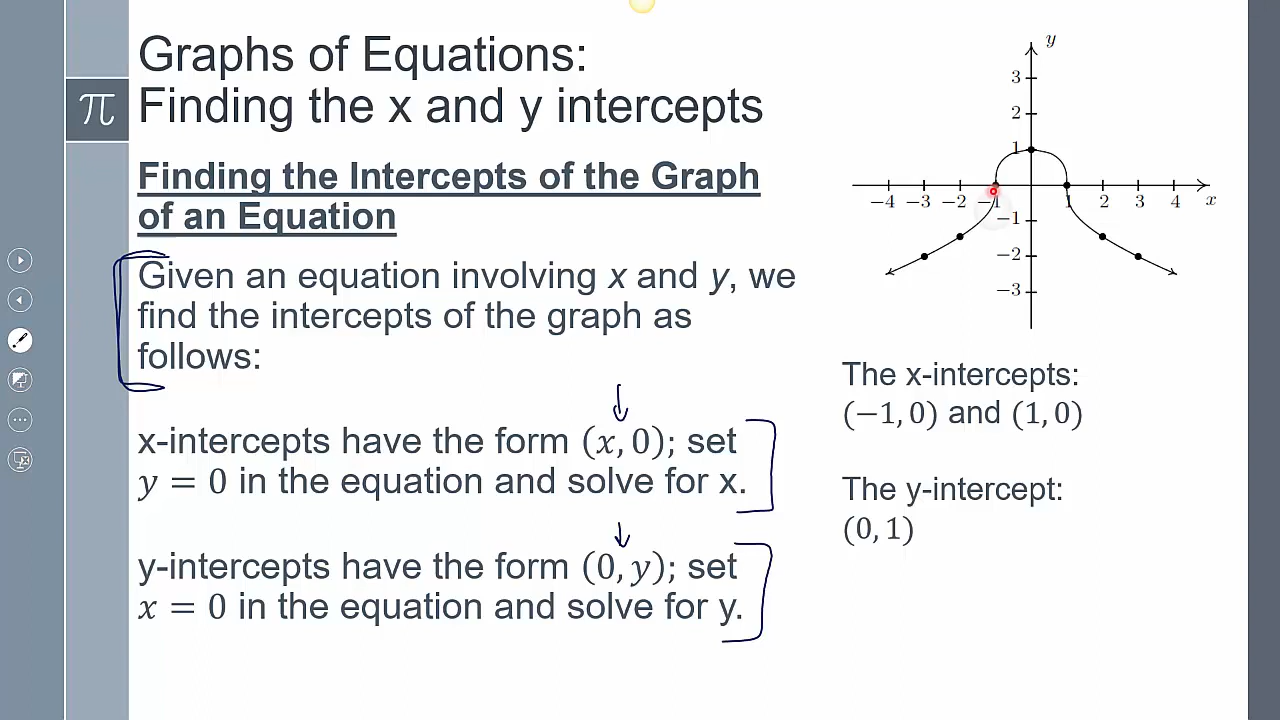 Graphs of Equations:
π Finding the x and y intercepts
Finding the Intercepts of the Graph
of an Equation
Given an equation involving x and y, we
find the intercepts of the graph as
follows:
x-intercepts have the form (x, 0); set
y = 0 in the equation and solve for x.
y-intercepts have the form (0, y); set
x = 0 in the equation and solve for y.
y
3
2
1
−4 −3 −2 −1 1 2 3 4 x
−1
−2
−3
The x-intercepts:
(−1, 0) and (1, 0)
The y-intercept:
(0, 1)